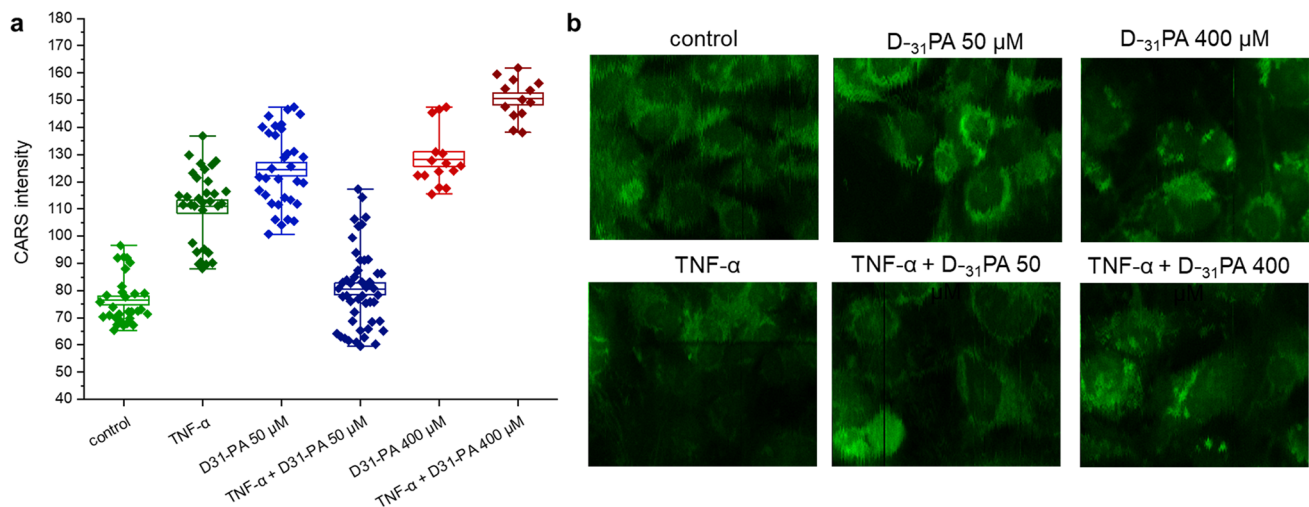 a
CARS intensity
180
170
160
150
140
130
120
110
100
90
80
70
60
50
40
control
TNF-α
D31-PA 50 µM
TNF-α + D31-PA 50 µM
D31-PA 400 µM
TNF-α + D31-PA 400 µM
b
control
D-₃₁PA 50 µM
D-₃₁PA 400 µM
TNF-α
TNF-α + D-₃₁PA 50
µM
TNF-α + D-₃₁PA 400
µM